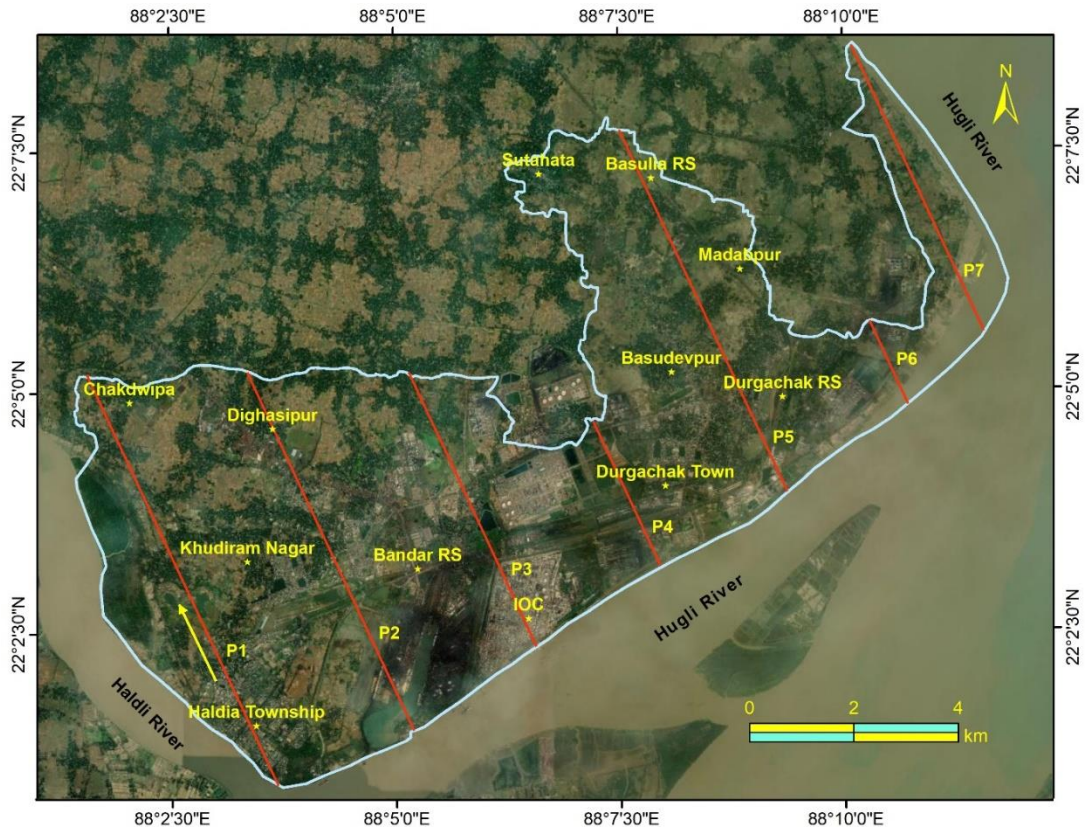 88°2'30"E 88°5'0"E 88°7'30"E 88°10'0"E
N
Hugli River
22°7'30"N 22°7'30"N
Sutahata Basulla RS
Madabpur
P7
Basudevpur
P6
22°5'0"N 22°5'0"N
Chakdwipa
Durgachak RS
Dighasipur
P5
Durgachak Town
P4
Khudiram Nagar
Bandar RS
P3
IOC
Hugli River
22°2'30"N 22°2'30"N
P1
P2
Haldia Township
Haldli River
0 2 4
km
88°2'30"E 88°5'0"E 88°7'30"E 88°10'0"E